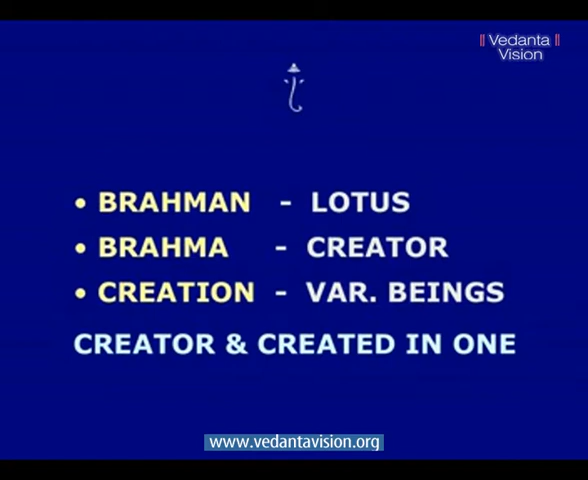 || Vedanta ||
Vision
• BRAHMAN - LOTUS
• BRAHMA - CREATOR
• CREATION - VAR. BEINGS
CREATOR & CREATED IN ONE
www.vedantavision.org